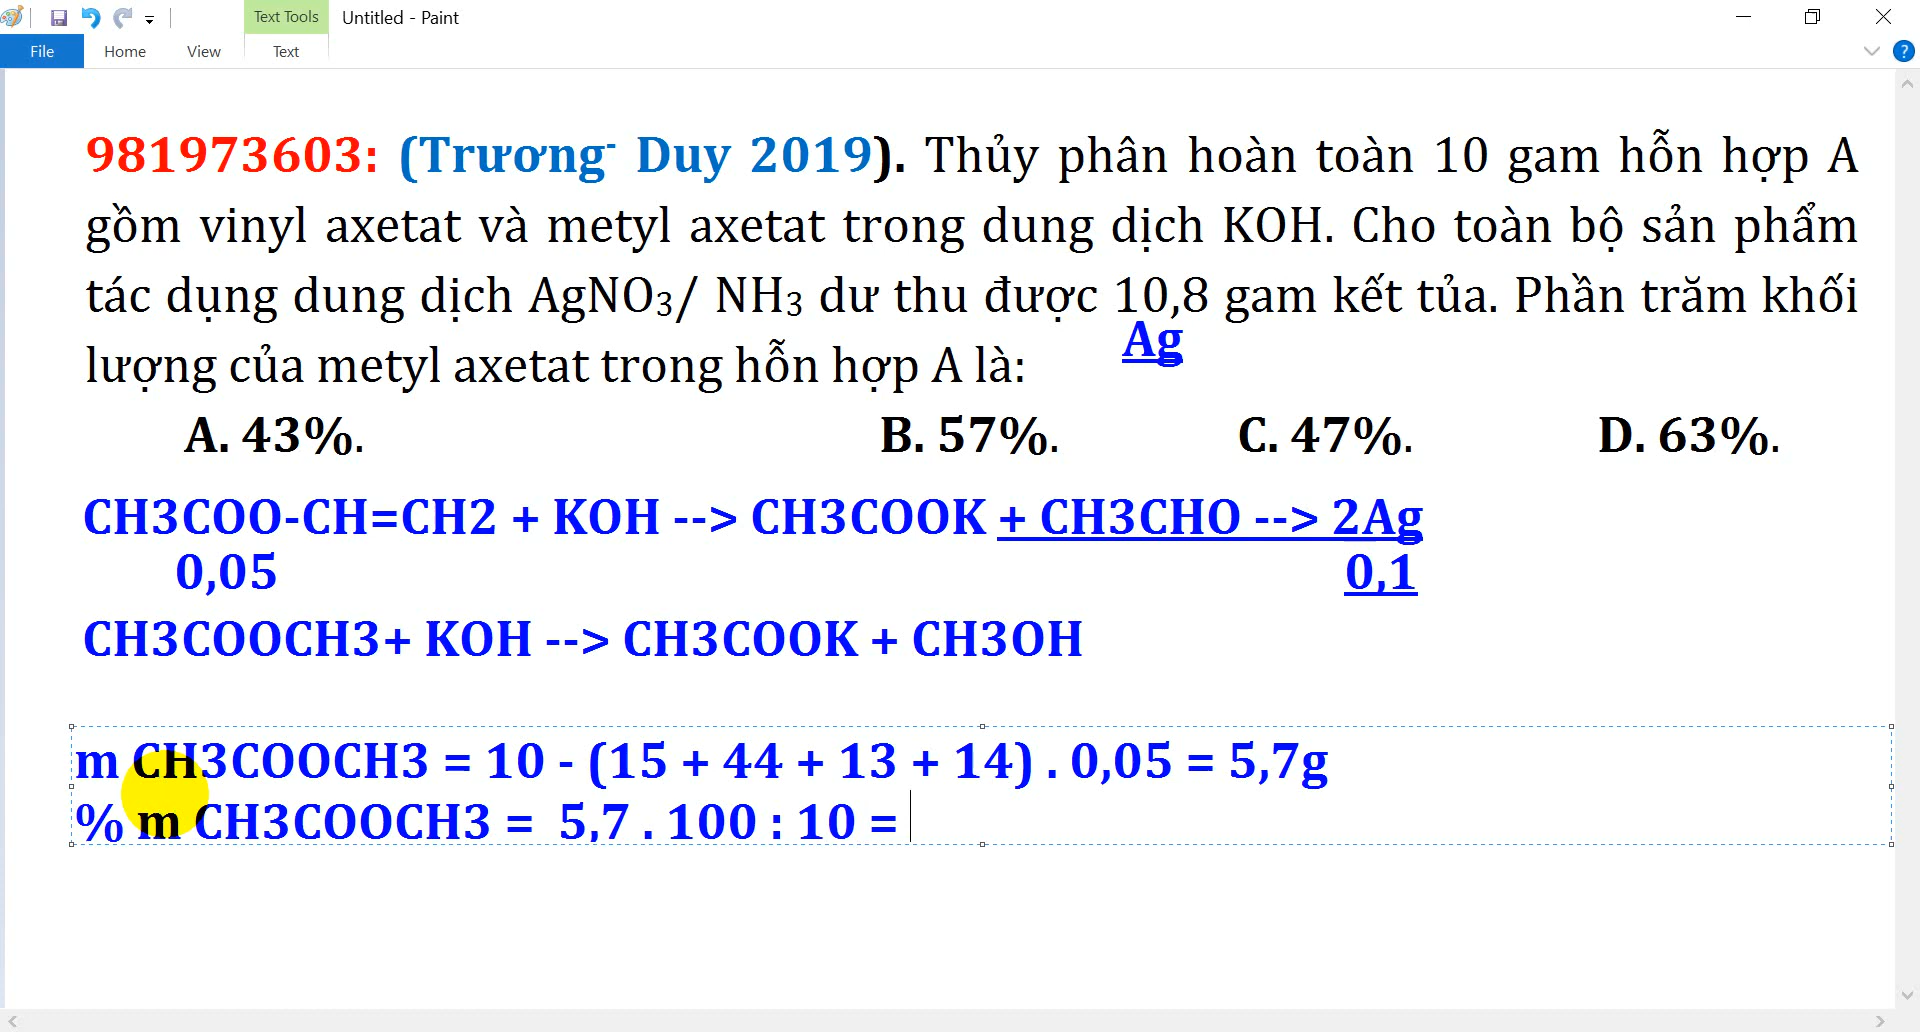 Text Tools
Untitled - Paint
File Home View Text
981973603: (Trương- Duy 2019). Thủy phân hoàn toàn 10 gam hỗn hợp A
gồm vinyl axetat và metyl axetat trong dung dịch KOH. Cho toàn bộ sản phẩm
tác dụng dung dịch AgNO3/ NH3 dư thu được 10,8 gam kết tủa. Phần trăm khối
Ag
lượng của metyl axetat trong hỗn hợp A là:
A. 43%. B. 57%. C. 47%. D. 63%.
CH3COO-CH=CH2 + KOH --> CH3COOK + CH3CHO --> 2Ag
0,05 0,1
CH3COOCH3+ KOH --> CH3COOK + CH3OH
m CH3COOCH3 = 10 - (15 + 44 + 13 + 14) . 0,05 = 5,7g
% m CH3COOCH3 = 5,7 . 100 : 10 =